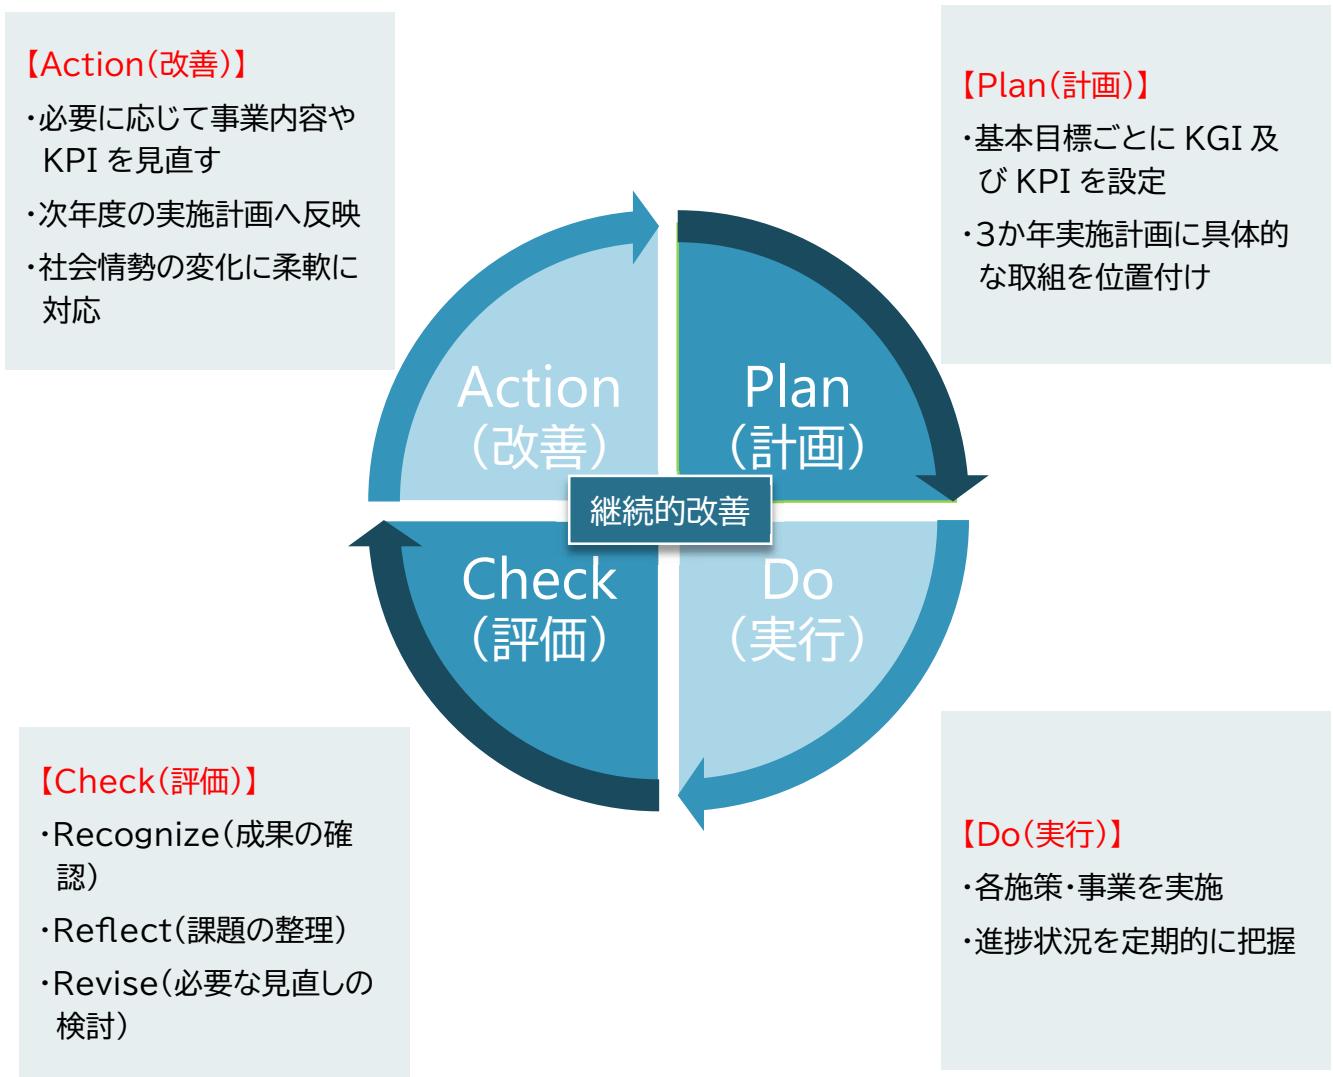 【Action(改善)】
・必要に応じて事業内容や
KPI を見直す
・次年度の実施計画へ反映
・社会情勢の変化に柔軟に
対応
【Plan(計画)】
・基本目標ごとに KGI 及
び KPI を設定
・3か年実施計画に具体的
な取組を位置付け
Action
（改善）
Plan
（計画）
継続的改善
Check
（評価）
Do
（実行）
【Check(評価)】
・Recognize(成果の確
認)
・Reflect(課題の整理)
・Revise(必要な見直しの
検討)
【Do(実行)】
・各施策・事業を実施
・進捗状況を定期的に把握